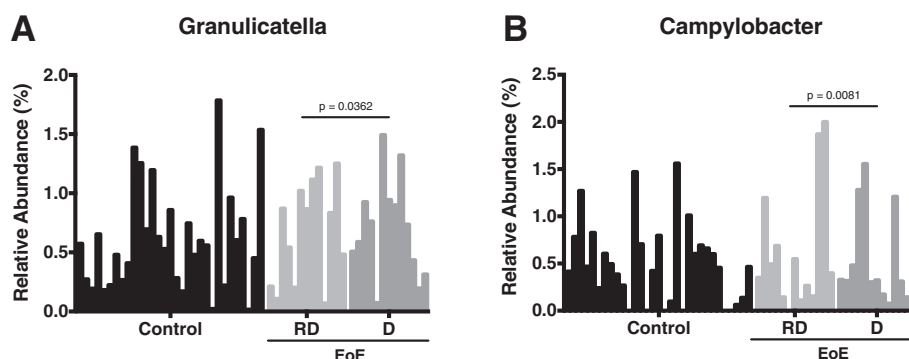 A
Granulicatella
Relative Abundance (%)
2.0
1.5
1.0
0.5
0.0
p = 0.0362
Control
RD
D
EoE
B
Campylobacter
Relative Abundance (%)
2.5
2.0
1.5
1.0
0.5
0.0
p = 0.0081
Control
RD
D
EoE